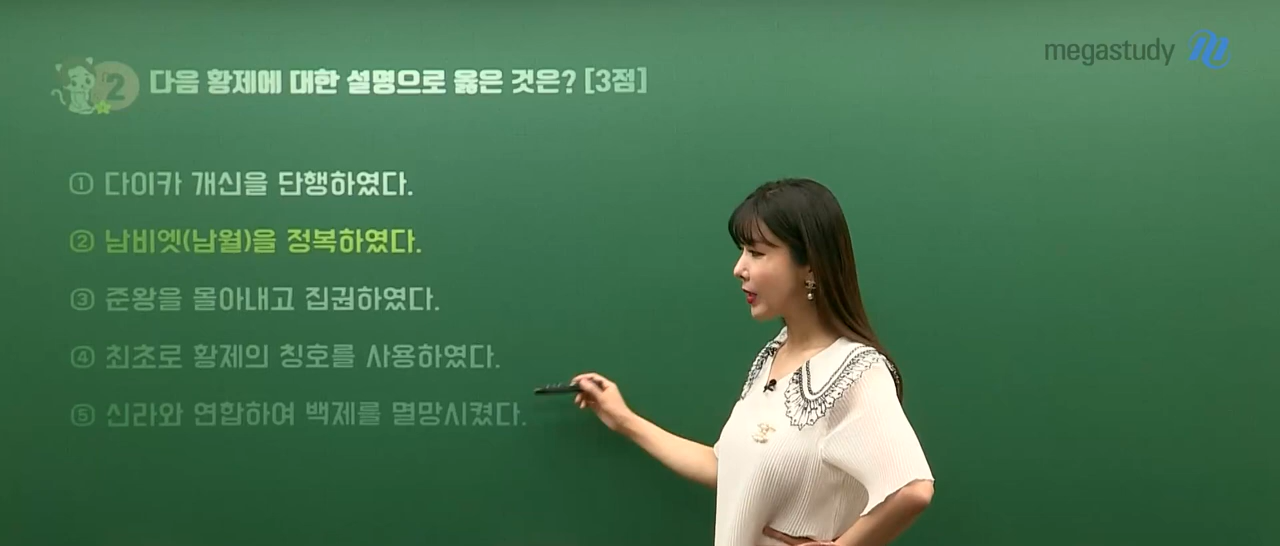 megastudy
2 다음 황제에 대한 설명으로 옳은 것은? [3점]
① 다이카 개신을 단행하였다.
② 남비엣(남월)을 정복하였다.
③ 준왕을 몰아내고 집권하였다.
④ 최초로 황제의 칭호를 사용하였다.
⑤ 신라와 연합하여 백제를 멸망시켰다.